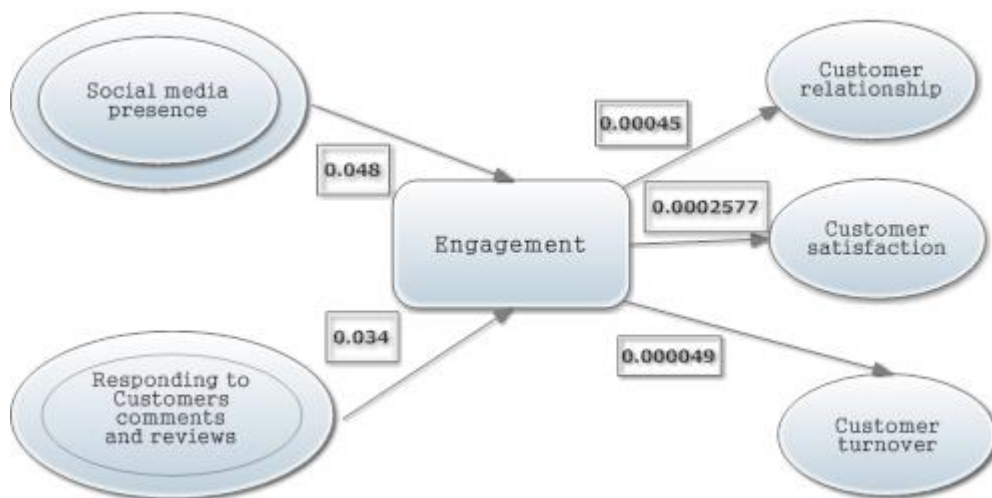 Social media
presence
0.048
Responding to
Customers
comments
and reviews
0.034
Engagement
0.00045
Customer
relationship
0.0002577
Customer
satisfaction
0.000049
Customer
turnover